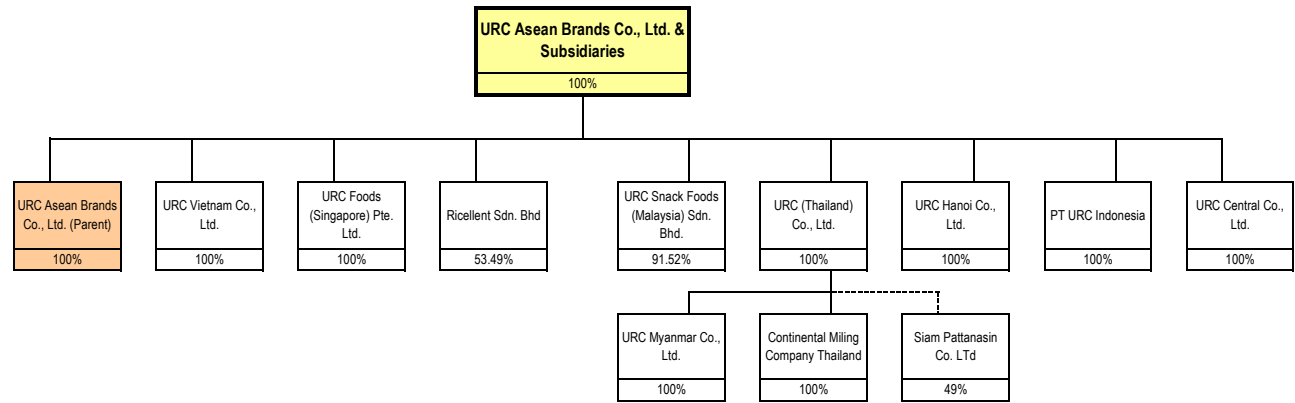 URC Asean Brands Co., Ltd. &
Subsidiaries
100%
URC Asean Brands
Co., Ltd. (Parent)
100%
URC Vietnam Co.,
Ltd.
100%
URC Foods
(Singapore) Pte.
Ltd.
100%
Ricellent Sdn. Bhd
53.49%
URC Snack Foods
(Malaysia) Sdn.
Bhd.
91.52%
URC (Thailand)
Co., Ltd.
100%
URC Hanoi Co.,
Ltd.
100%
PT URC Indonesia
100%
URC Central Co.,
Ltd.
100%
URC Myanmar Co.,
Ltd.
100%
Continental Miling
Company Thailand
100%
Siam Pattanasin
Co. LTd
49%